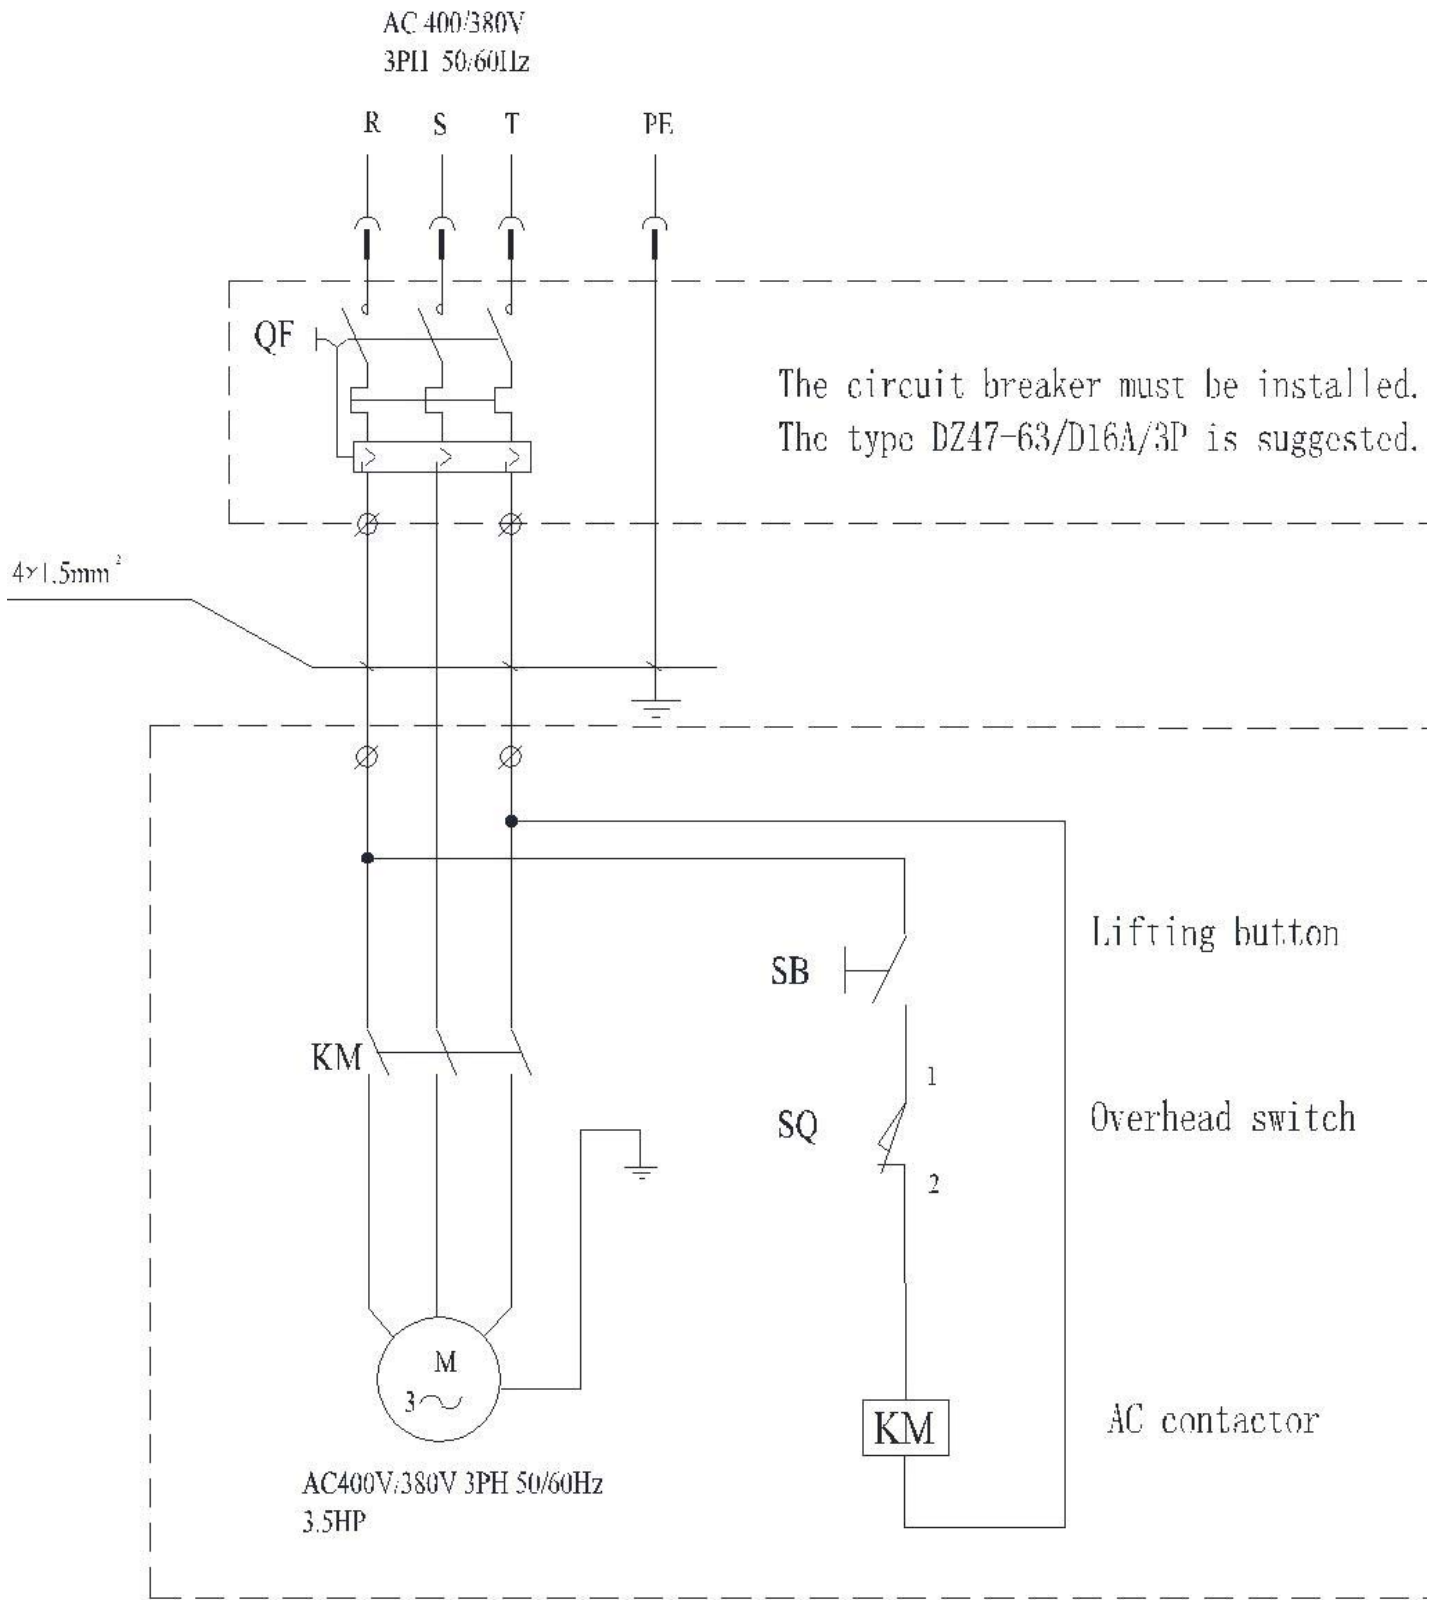 AC 400/380V
3PH 50/60Hz
R S T PE
QF
The circuit breaker must be installed.
The type DZ47-63/D16A/3P is suggested.
4×1.5mm²
Lifting button
SB
KM
1
SQ
Overhead switch
2
M
3
KM
AC contactor
AC400V/380V 3PH 50/60Hz
3.5HP